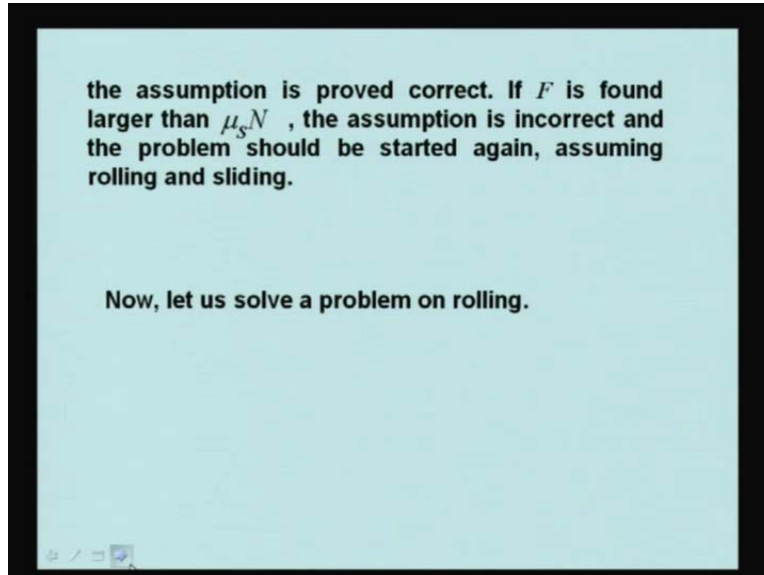 the assumption is proved correct. If F is found
larger than μₛN , the assumption is incorrect and
the problem should be started again, assuming
rolling and sliding.
Now, let us solve a problem on rolling.